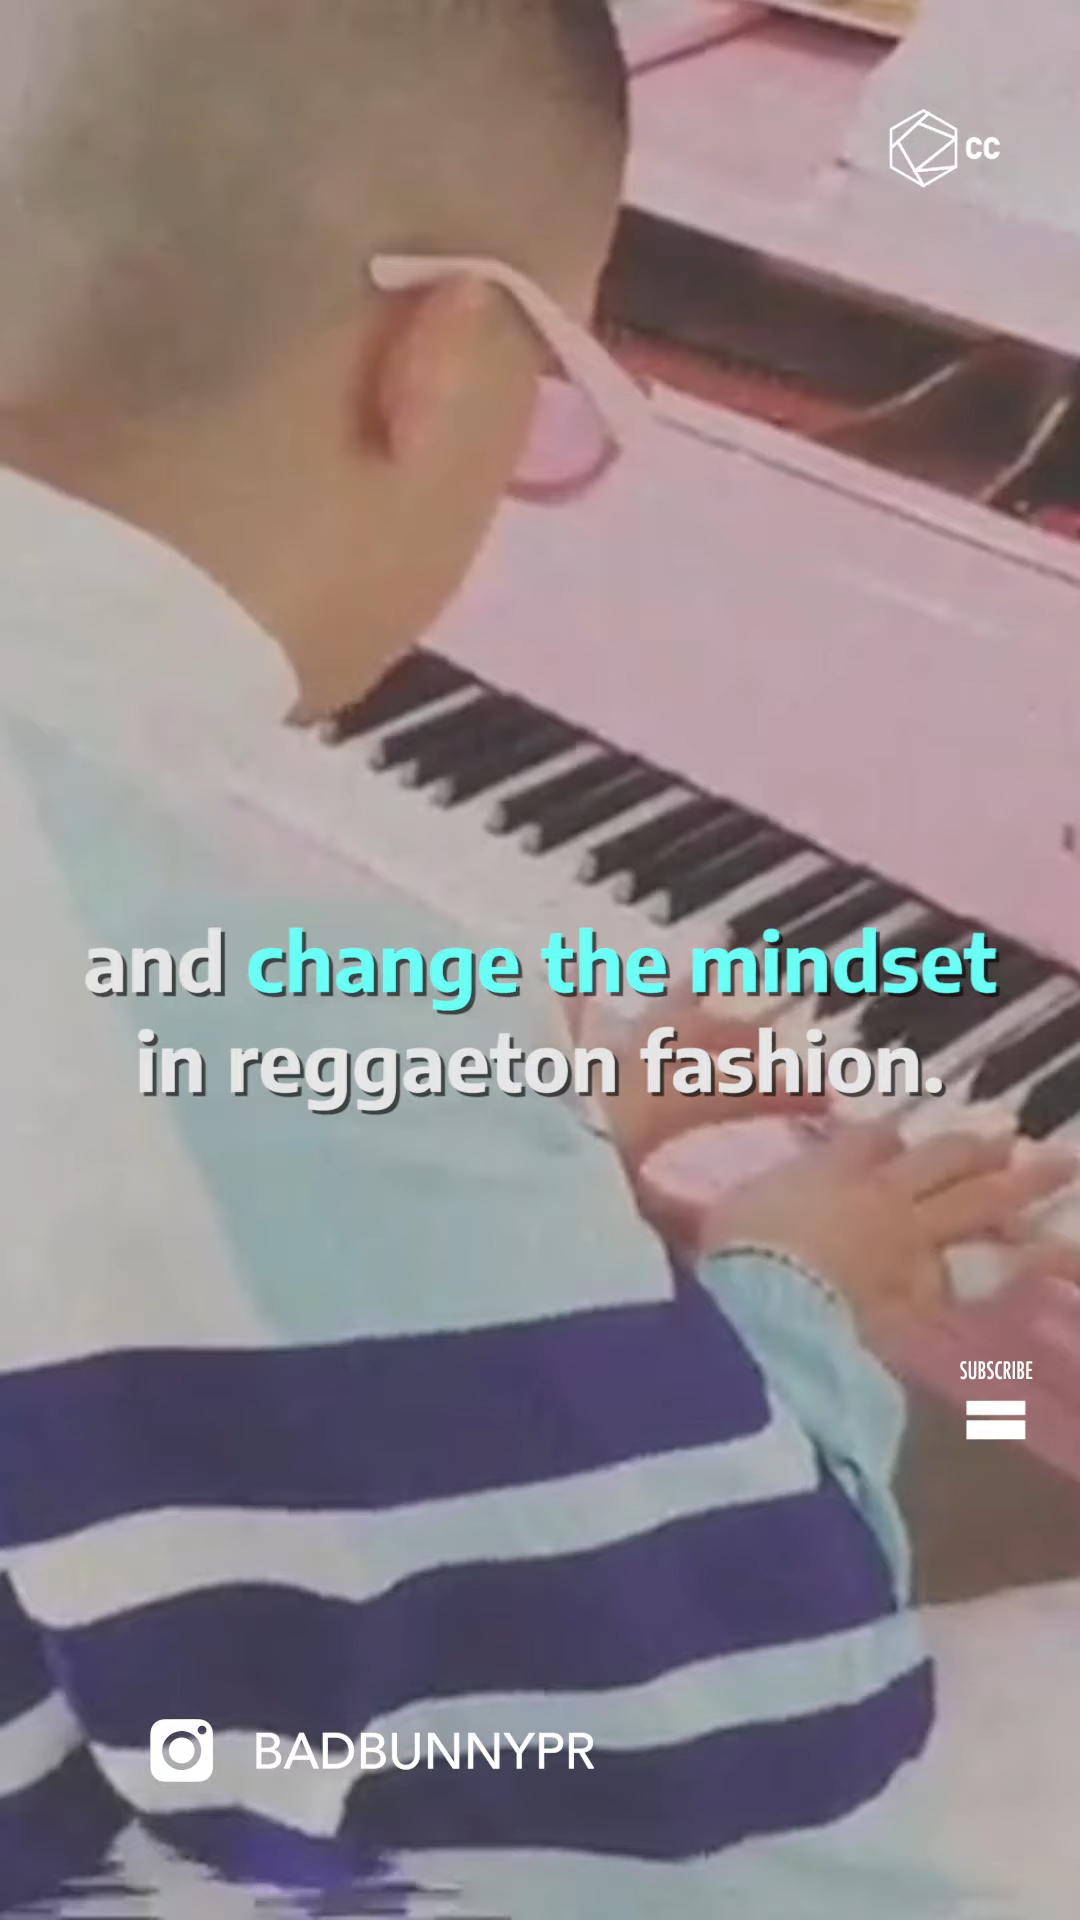 CC
and change the mindset
in reggaeton fashion.
SUBSCRIBE
BADBUNNYPR